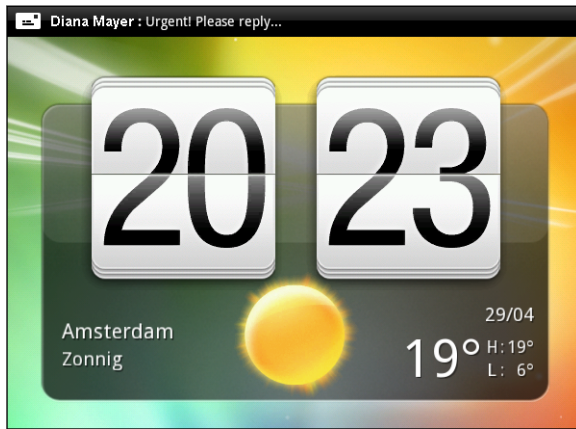 Diana Mayer : Urgent! Please reply...
20 23
Amsterdam
Zonnig
29/04
19° H: 19°
L: 6°